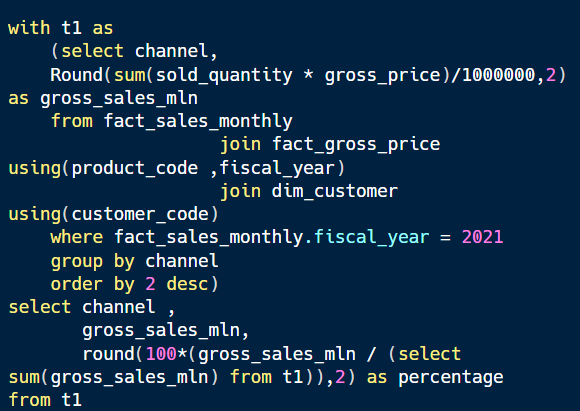 with t1 as
(select channel,
Round(sum(sold_quantity * gross_price)/1000000,2)
as gross_sales_mln
from fact_sales_monthly
join fact_gross_price
using(product_code ,fiscal_year)
join dim_customer
using(customer_code)
where fact_sales_monthly.fiscal_year = 2021
group by channel
order by 2 desc)
select channel ,
gross_sales_mln,
round(100*(gross_sales_mln / (select
sum(gross_sales_mln) from t1)),2) as percentage
from t1